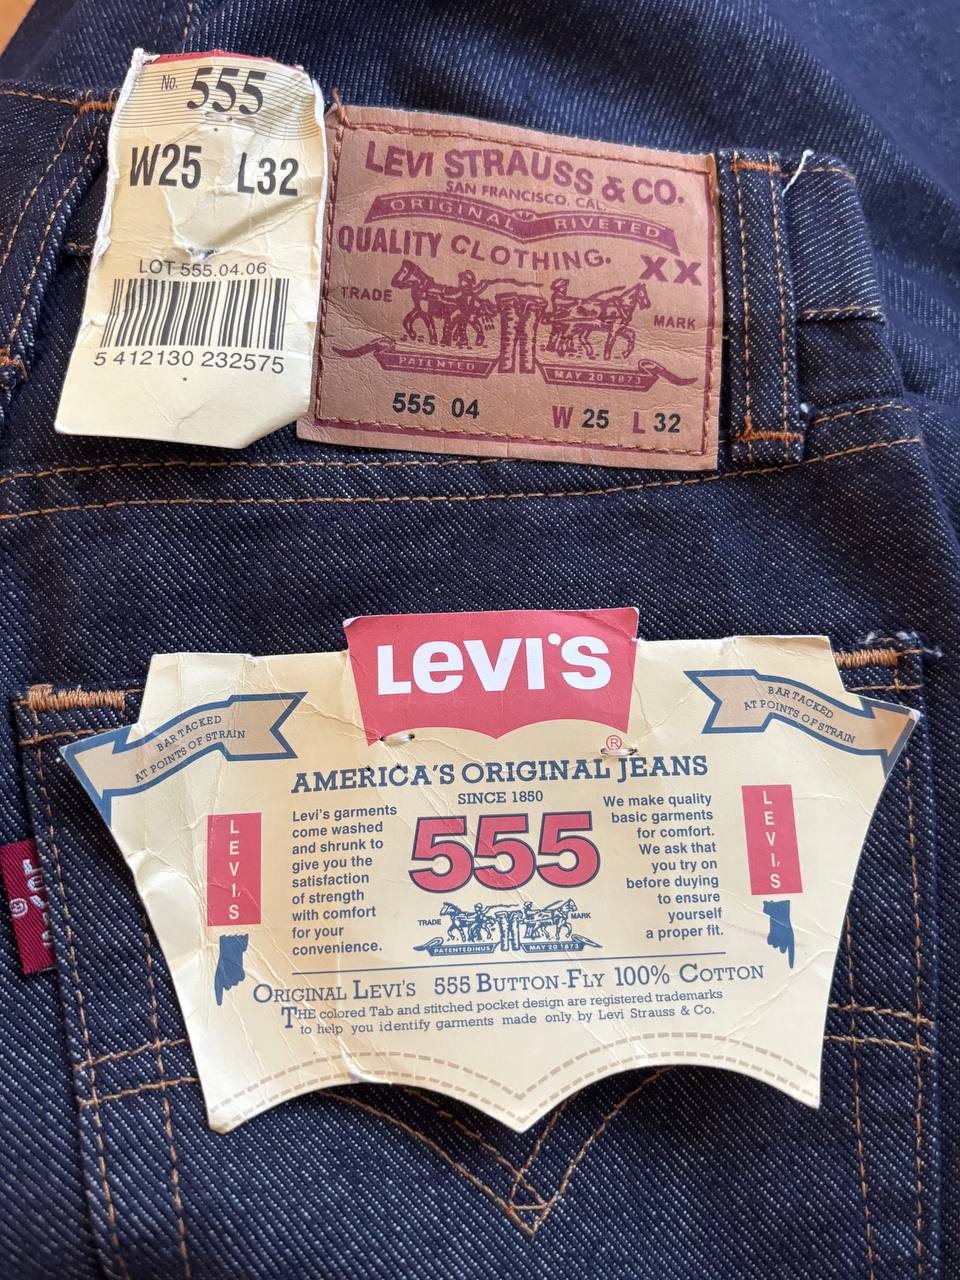 No. 555
W25 L32
LOT 555.04.06
5 412130 232575
LEVI STRAUSS & CO.
SAN FRANCISCO, CAL.
ORIGINAL RIVETED
QUALITY CLOTHING.
XX
TRADE MARK
PATENTED MAY 20 1873
555 04 W 25 L 32
LEVI'S
®
BAR TACKED
AT POINTS OF STRAIN
BAR TACKED
AT POINTS OF STRAIN
AMERICA'S ORIGINAL JEANS
SINCE 1850
555
LEVI'S
Levi's garments
come washed
and shrunk to
give you the
satisfaction
of strength
with comfort
for your
convenience.
We make quality
basic garments
for comfort.
We ask that
you try on
before duying
to ensure
yourself
a proper fit.
LEVI'S
TRADE MARK
PATENTEDINUS MAY 20 1873
ORIGINAL LEVI'S 555 BUTTON-FLY 100% COTTON
THE colored Tab and stitched pocket design are registered trademarks
to help you identify garments made only by Levi Strauss & Co.
®